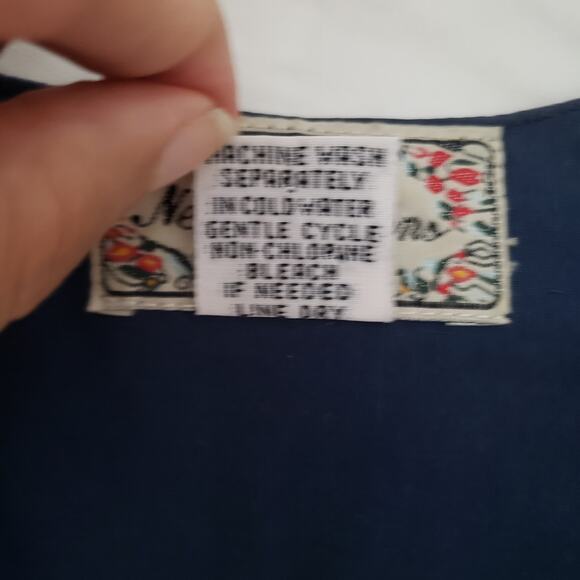 MACHINE WASH
SEPARATELY
IN COLD WATER
GENTLE CYCLE
NON-CHLORINE
BLEACH
IF NEEDED
LINE DRY